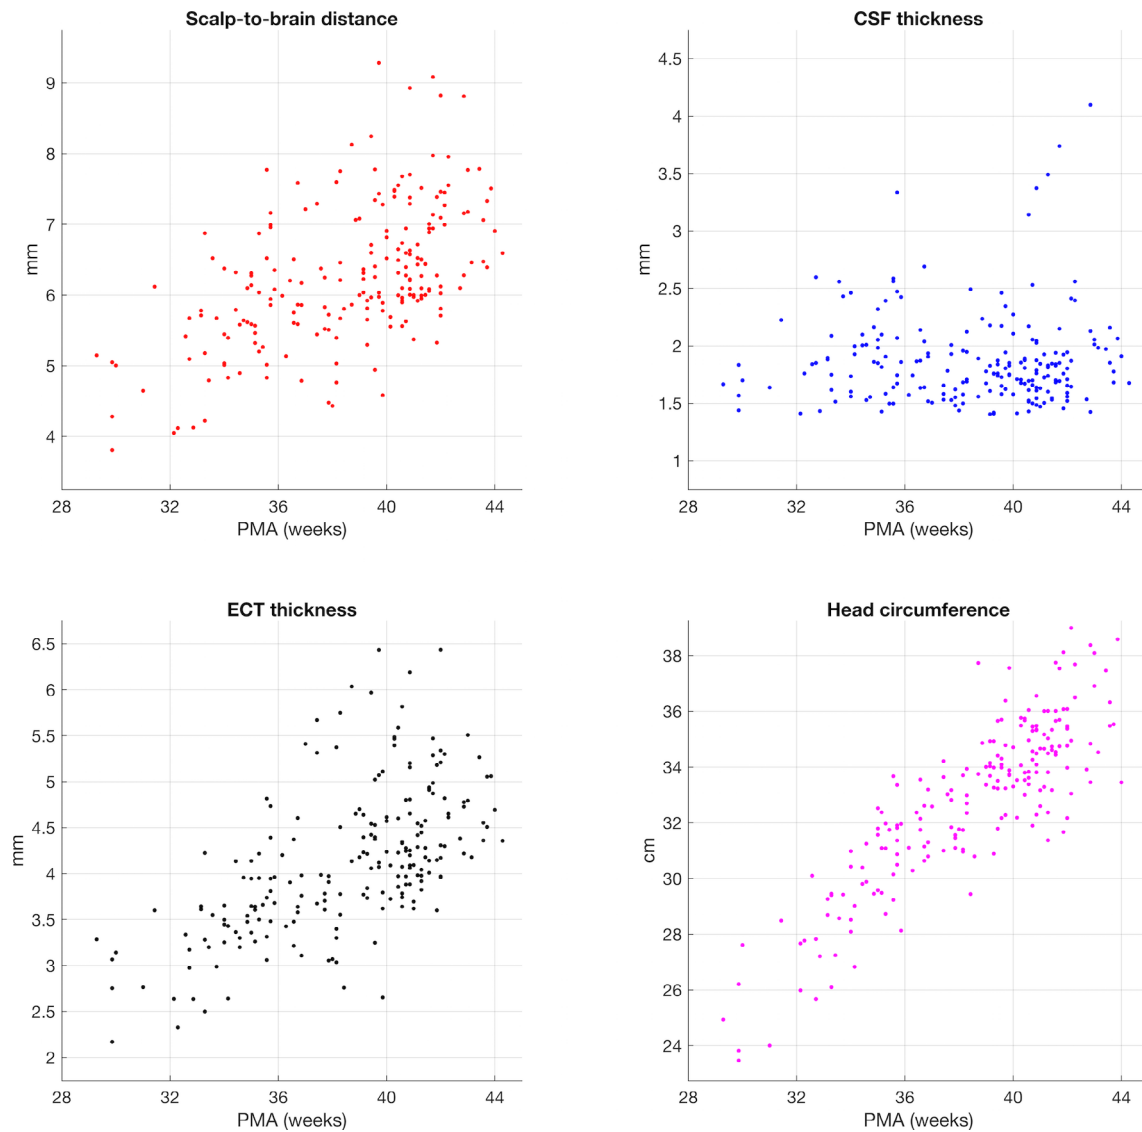 Scalp-to-brain distance
9
8
7
6
5
4
mm
28 32 36 40 44
PMA (weeks)
CSF thickness
4.5
4
3.5
3
2.5
2
1.5
1
mm
28 32 36 40 44
PMA (weeks)
ECT thickness
6.5
6
5.5
5
4.5
4
3.5
3
2.5
2
mm
28 32 36 40 44
PMA (weeks)
Head circumference
38
36
34
32
30
28
26
24
cm
28 32 36 40 44
PMA (weeks)